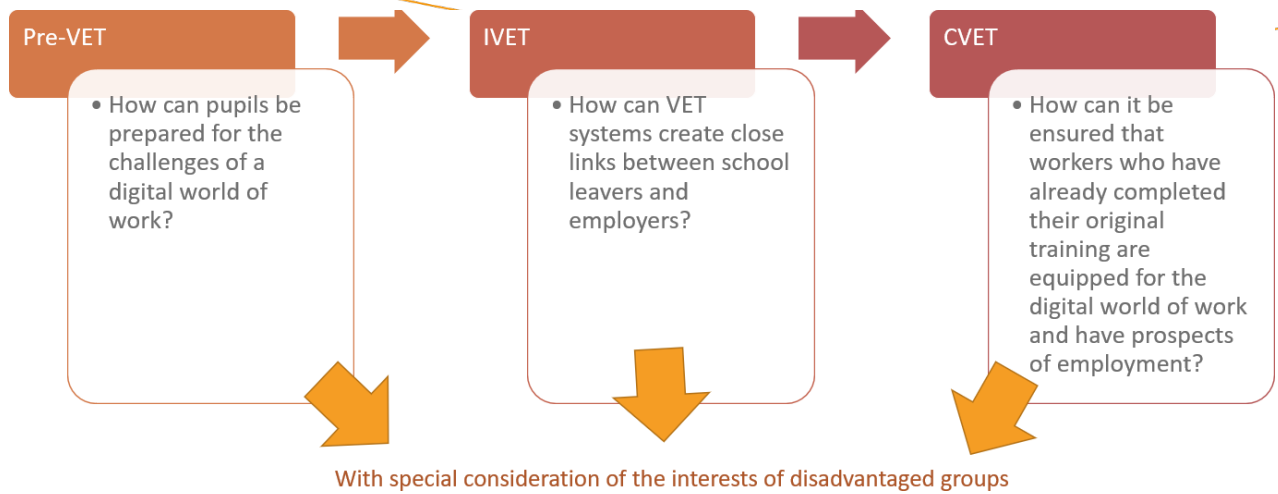 Pre-VET
• How can pupils be
prepared for the
challenges of a
digital world of
work?
IVET
• How can VET
systems create close
links between school
leavers and
employers?
CVET
• How can it be
ensured that
workers who have
already completed
their original
training are
equipped for the
digital world of work
and have prospects
of employment?
With special consideration of the interests of disadvantaged groups